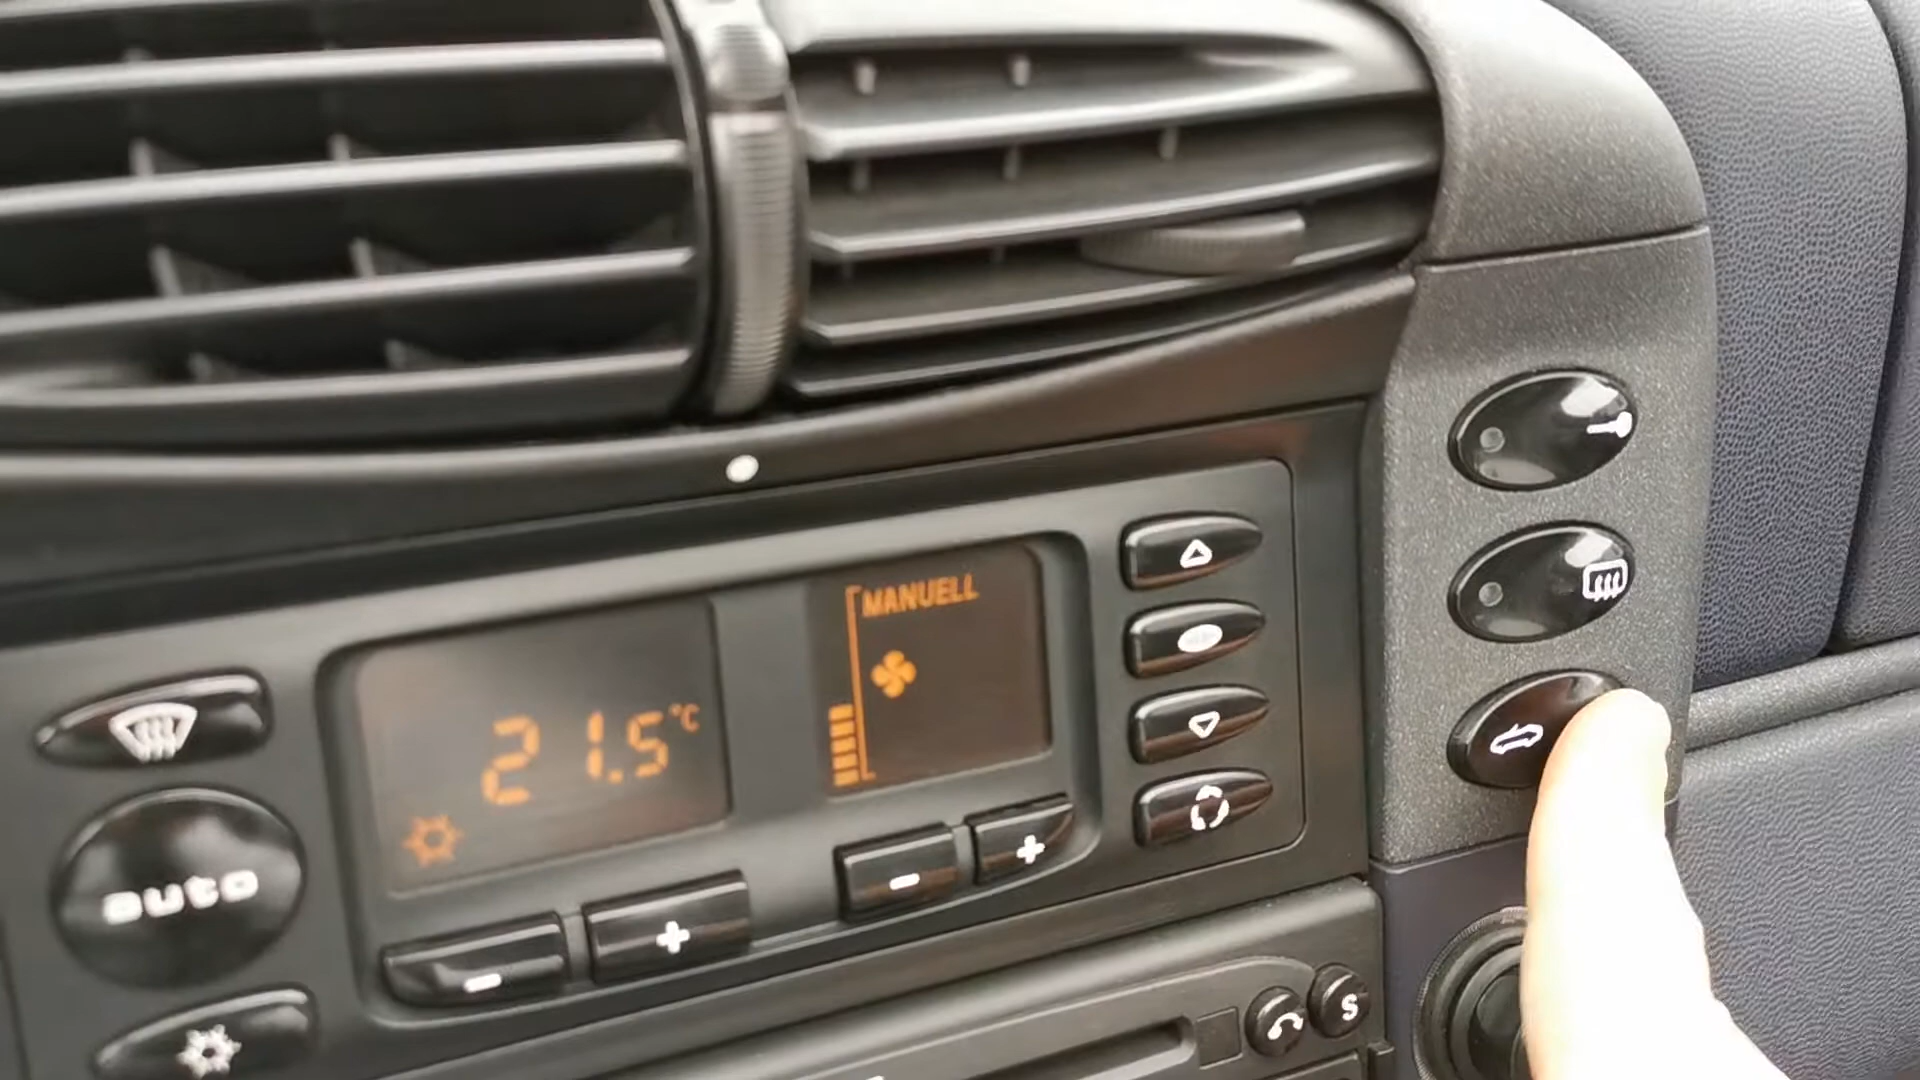 MANUELL
21.5 °C
auto
- +
- +
S